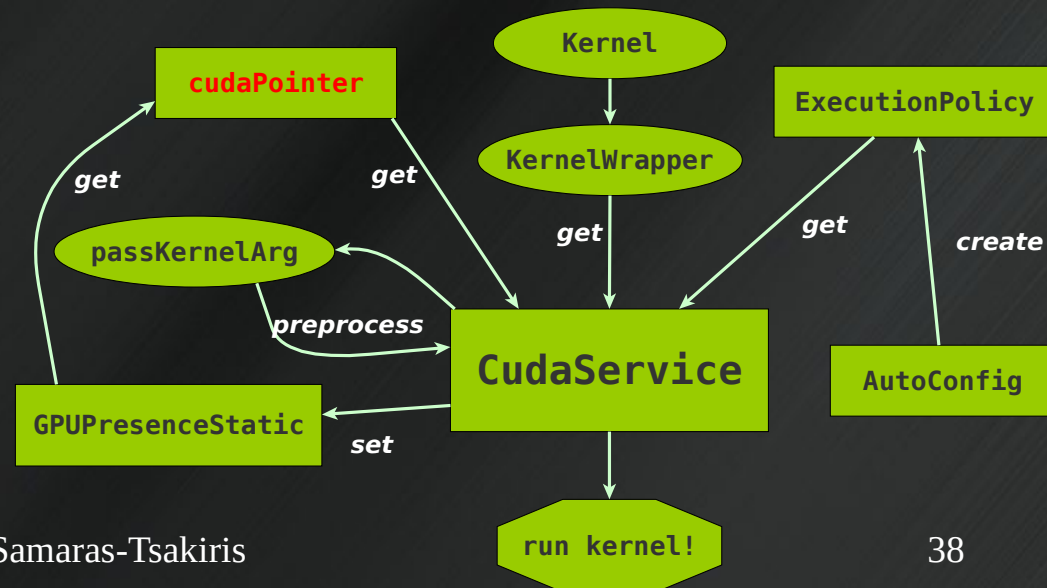 Kernel
cudaPointer
ExecutionPolicy
KernelWrapper
get
get
get
get
create
passKernelArg
preprocess
CudaService
AutoConfig
GPUPresenceStatic
set
run kernel!
Samaras-Tsakiris
38